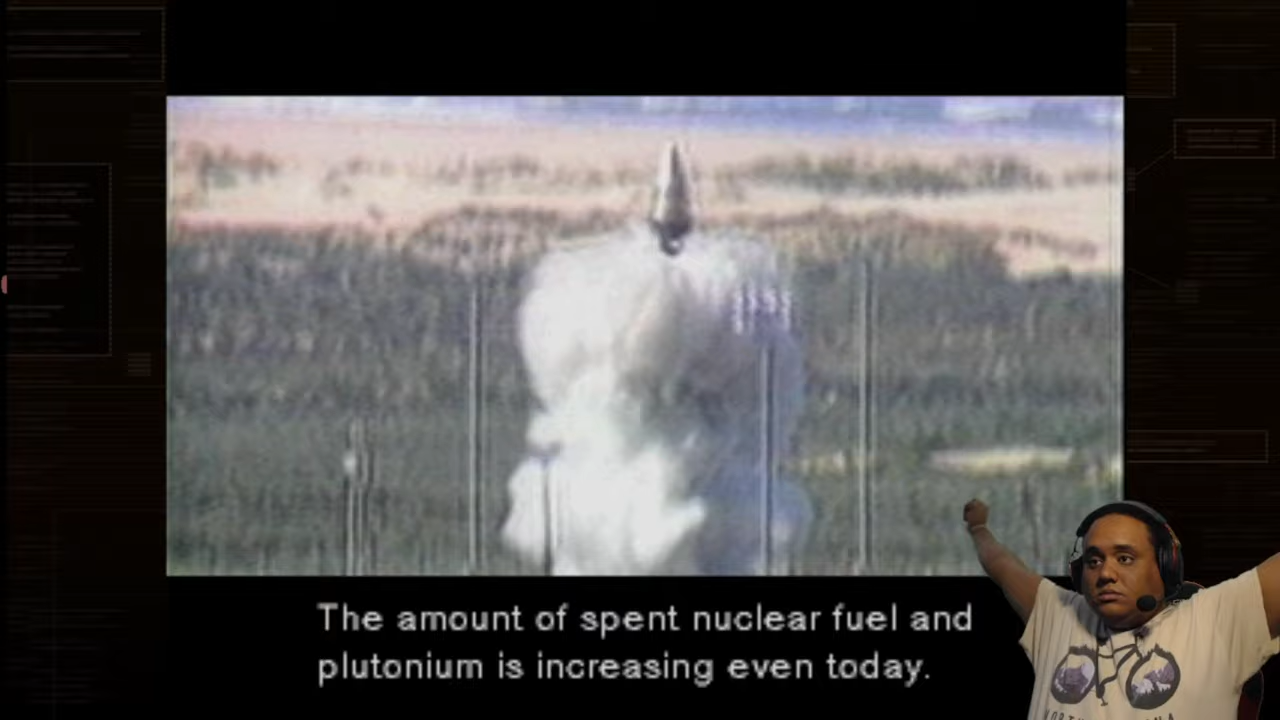 The amount of spent nuclear fuel and
plutonium is increasing even today.